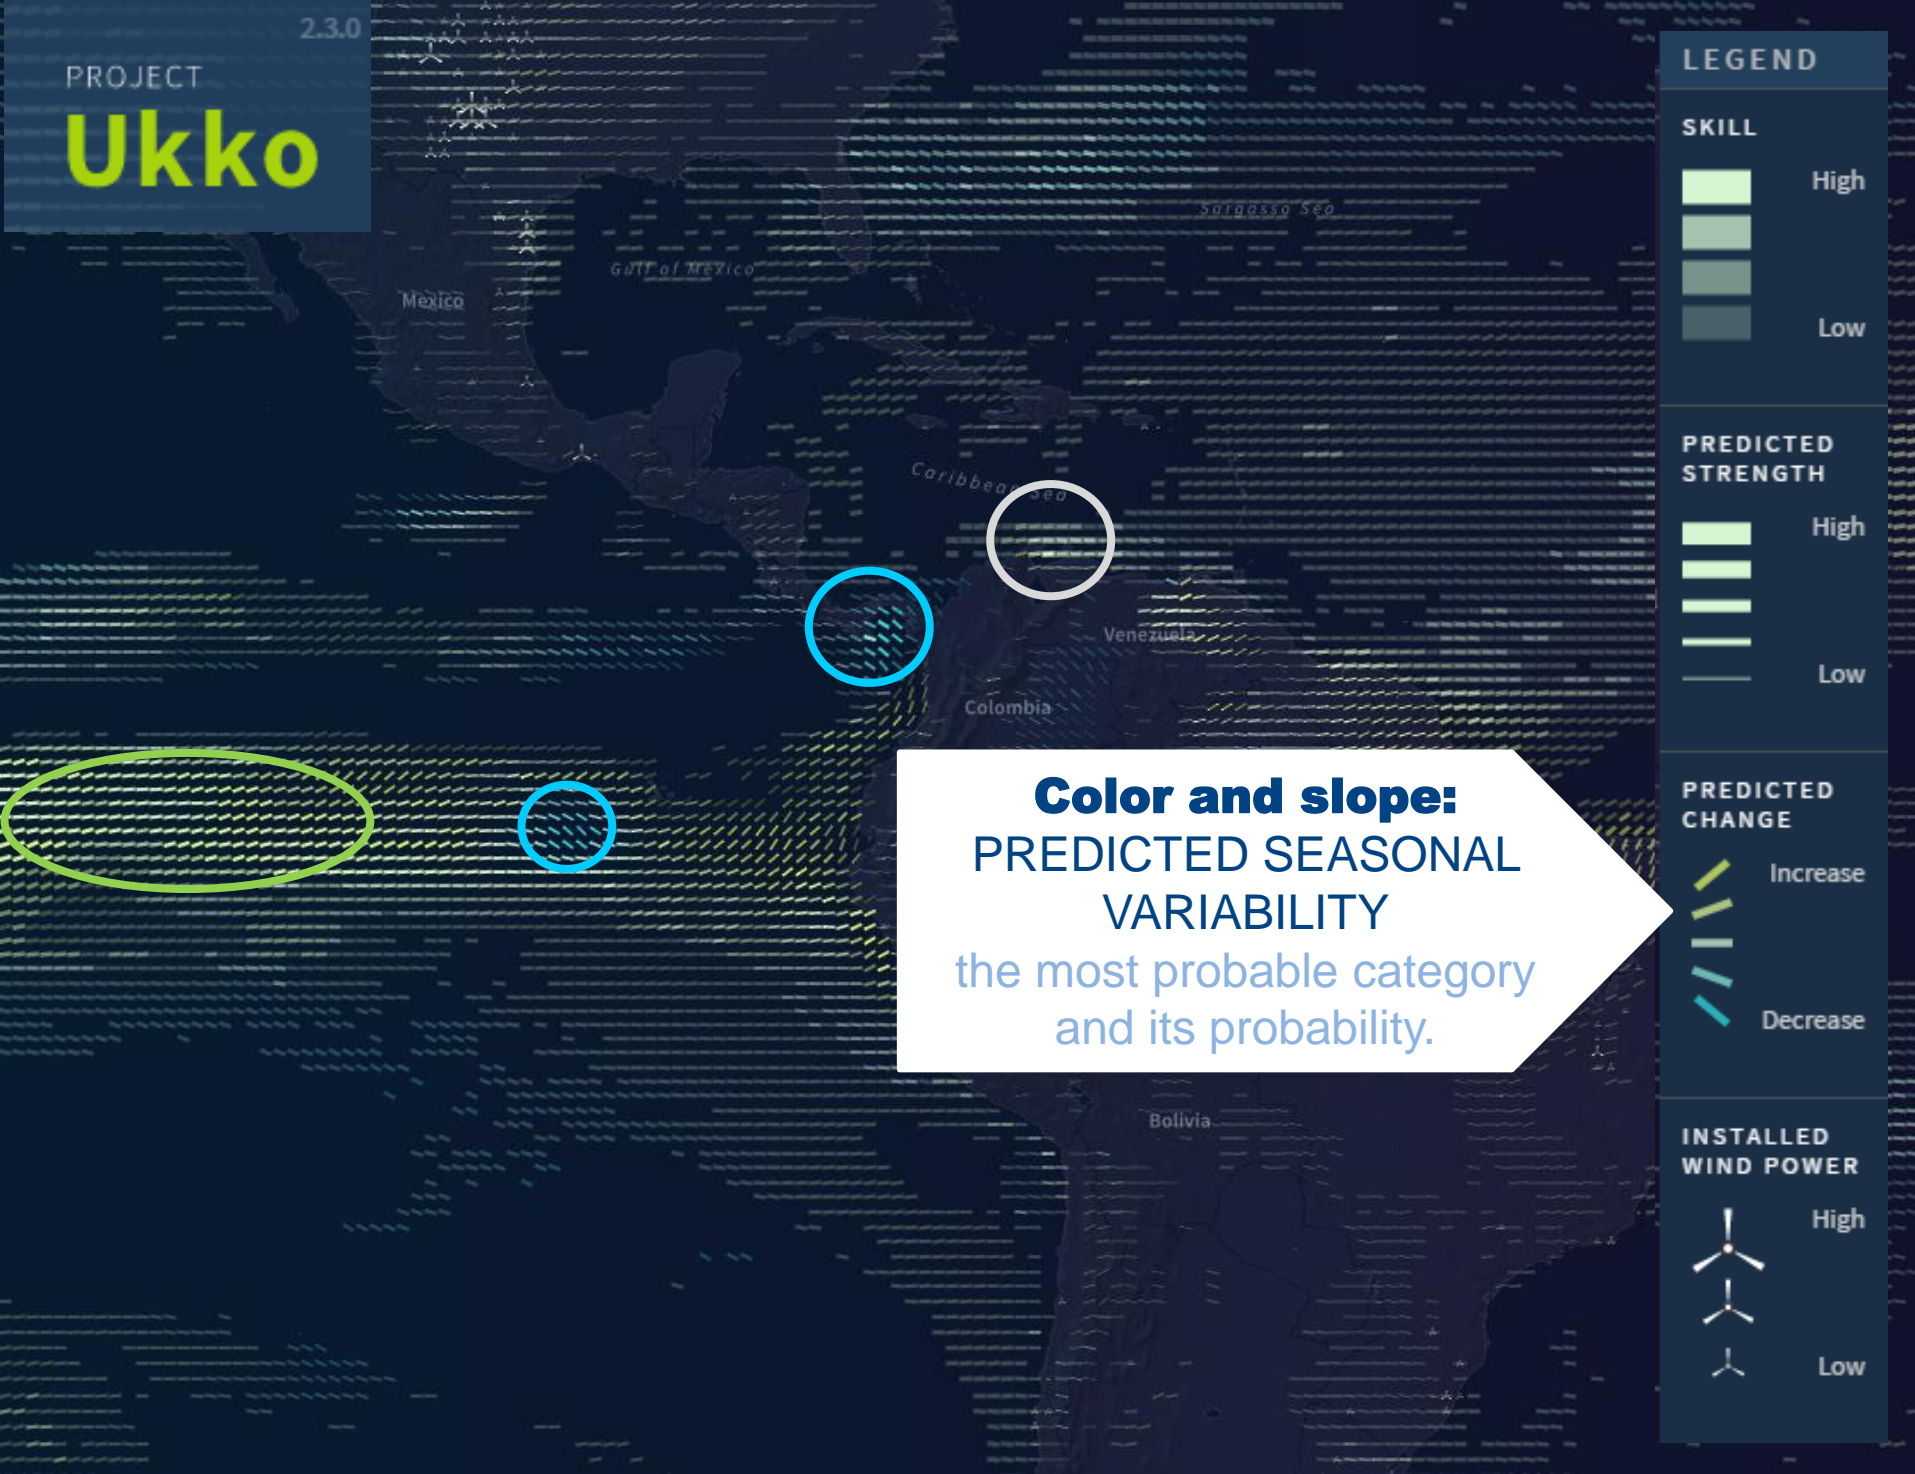 2.3.0
PROJECT
Ukko
LEGEND
SKILL
High
Low
PREDICTED
STRENGTH
High
Low
PREDICTED
CHANGE
Increase
Decrease
INSTALLED
WIND POWER
High
Low
Sargasso Sea
Gulf of Mexico
Mexico
Caribbean Sea
Venezuela
Colombia
Color and slope:
PREDICTED SEASONAL
VARIABILITY
the most probable category
and its probability.
Bolivia